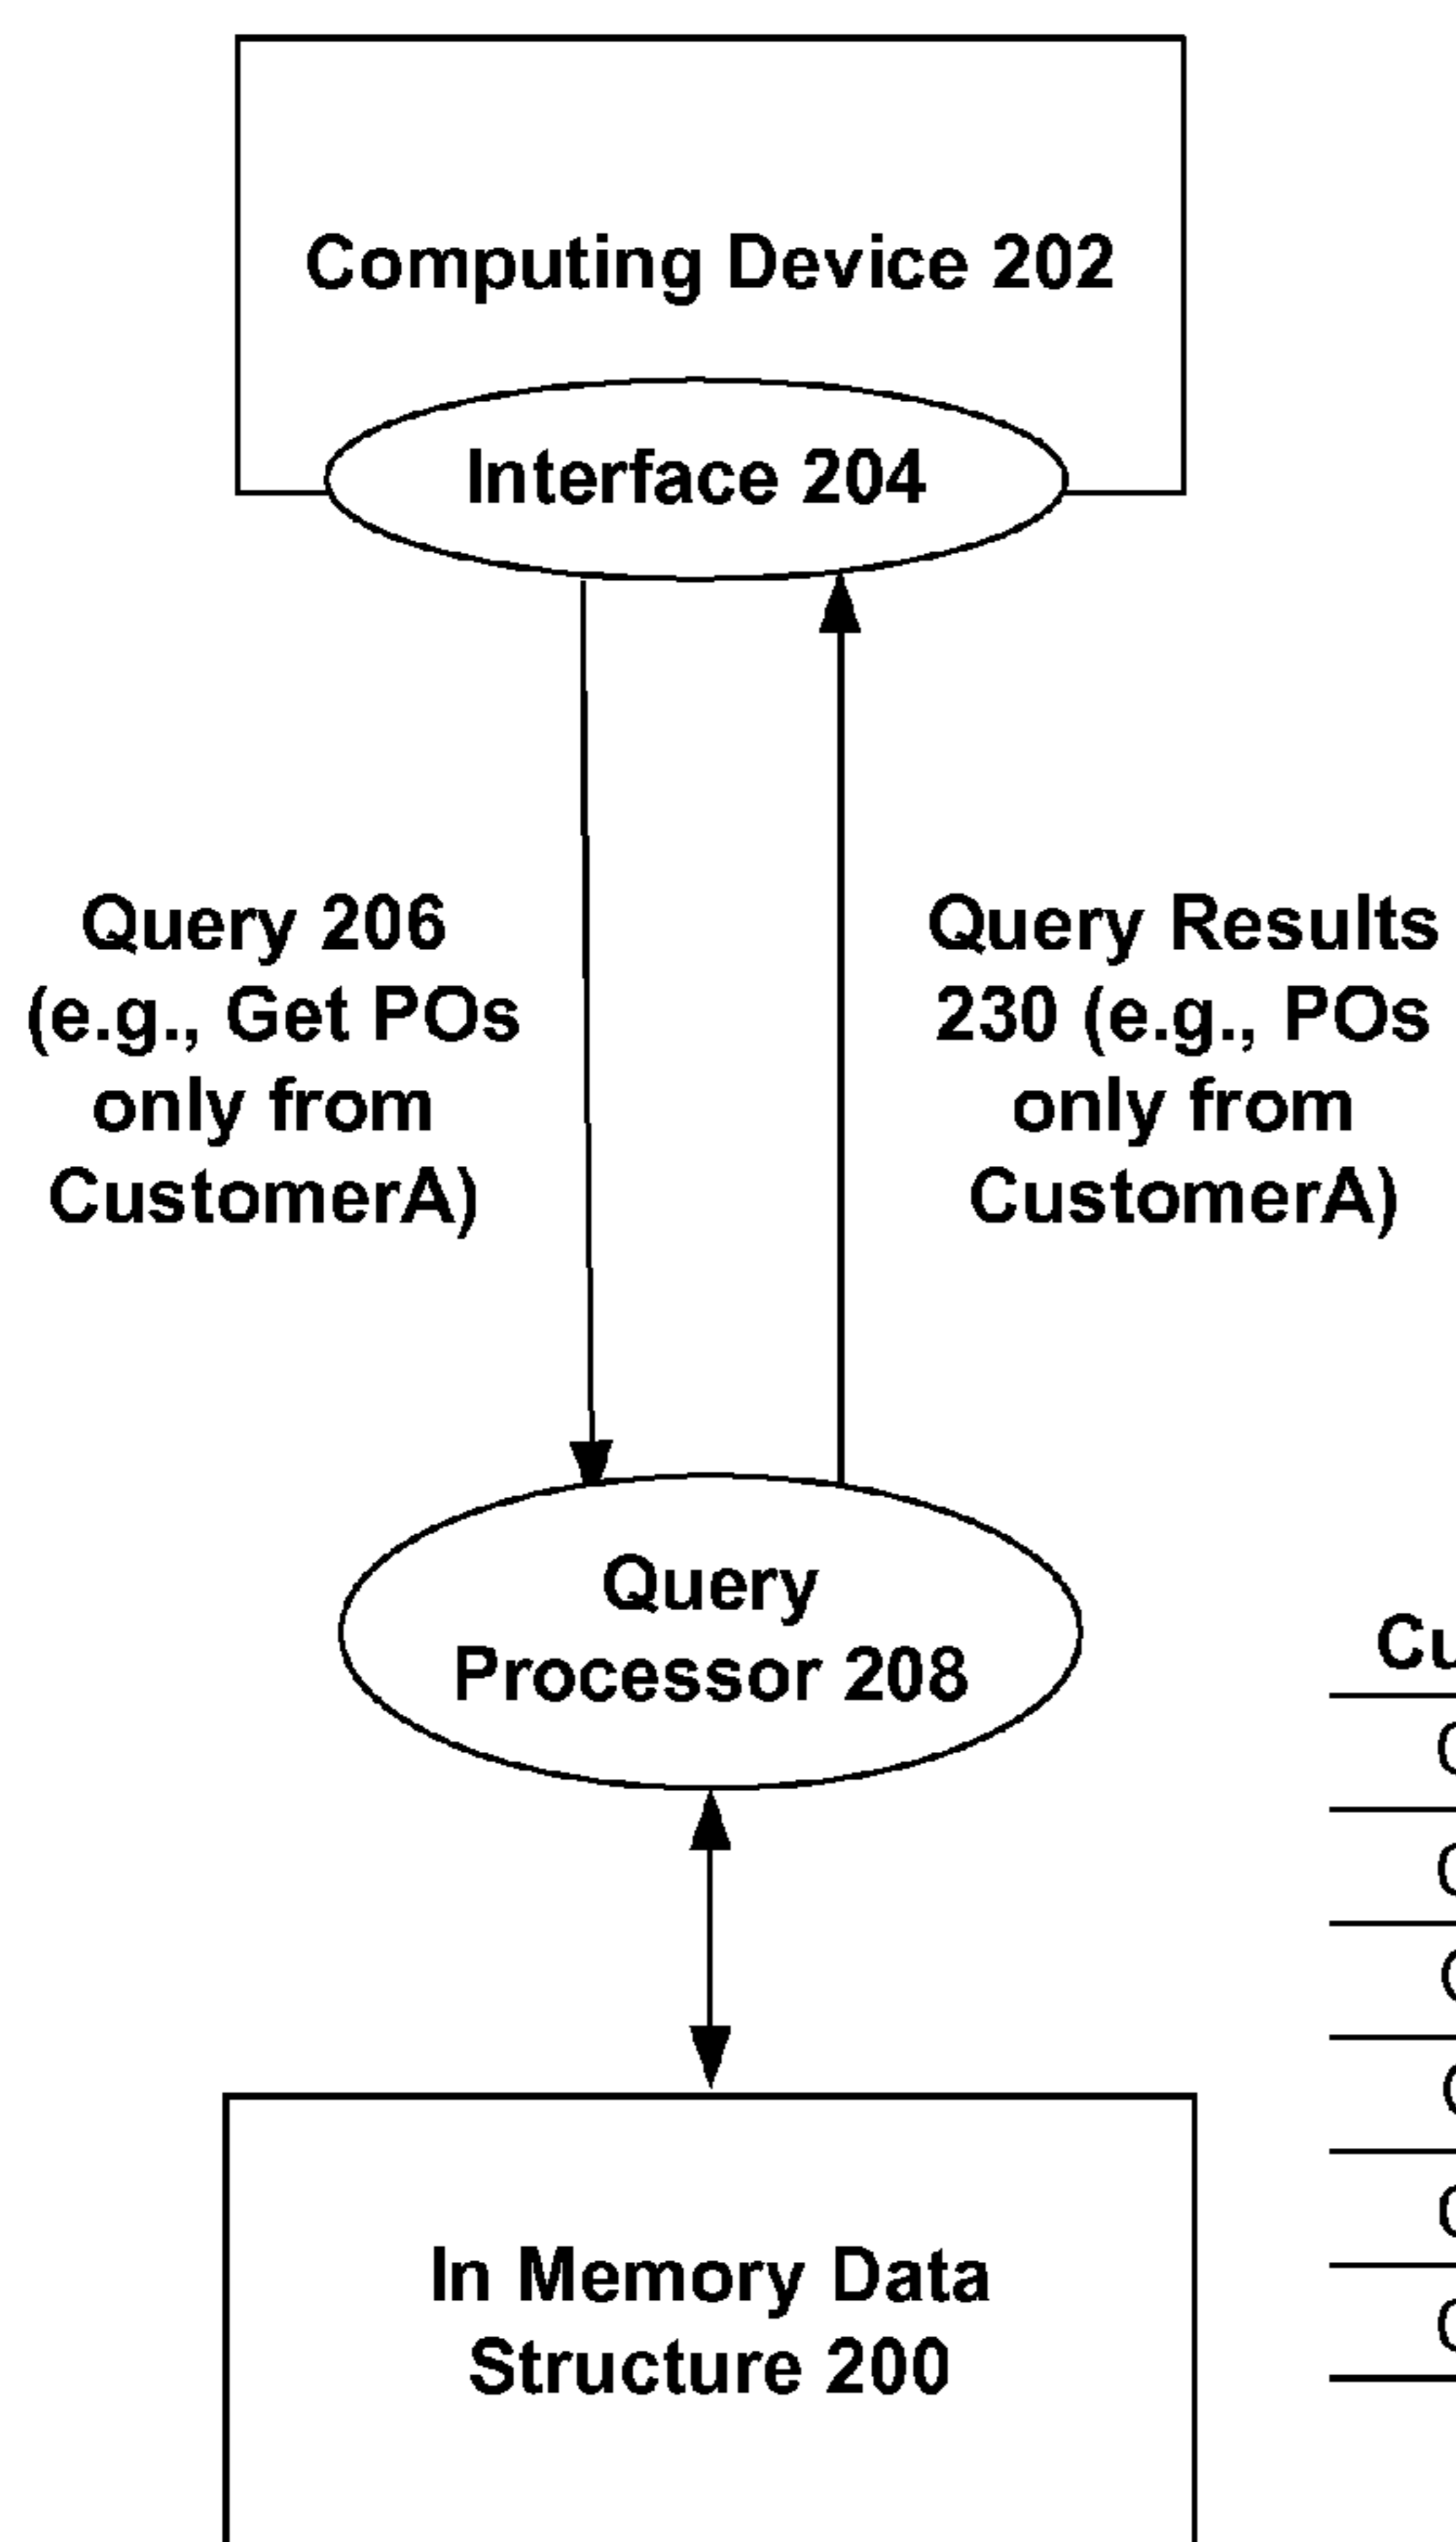 Computing Device 202
Interface 204
Query 206
(e.g., Get POs
only from
CustomerA)
Query Results
230 (e.g., POs
only from
CustomerA)
Query
Processor 208
In Memory Data
Structure 200